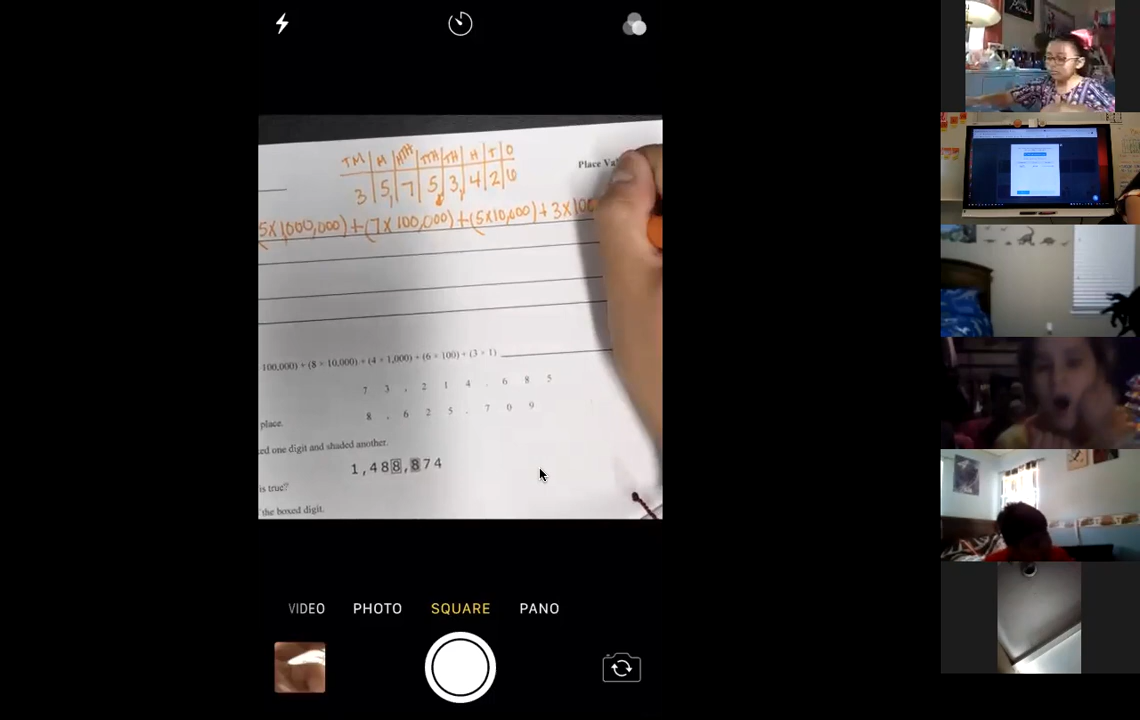 TM M HTH TTH TH H T O
Place Va
3 5, 7 5 3, 4 2 6
5 X 1,000,000) + (7 X 100,000) + (5 X 10,000) + 3 X 100
100,000) + (8 × 10,000) + (4 × 1,000) + (6 × 100) + (3 × 1)
7 3 , 2 1 4 . 6 8 5
8 . 6 2 5 . 7 0 9
place.
ed one digit and shaded another.
1,488,874
is true?
the boxed digit.
VIDEO PHOTO SQUARE PANO